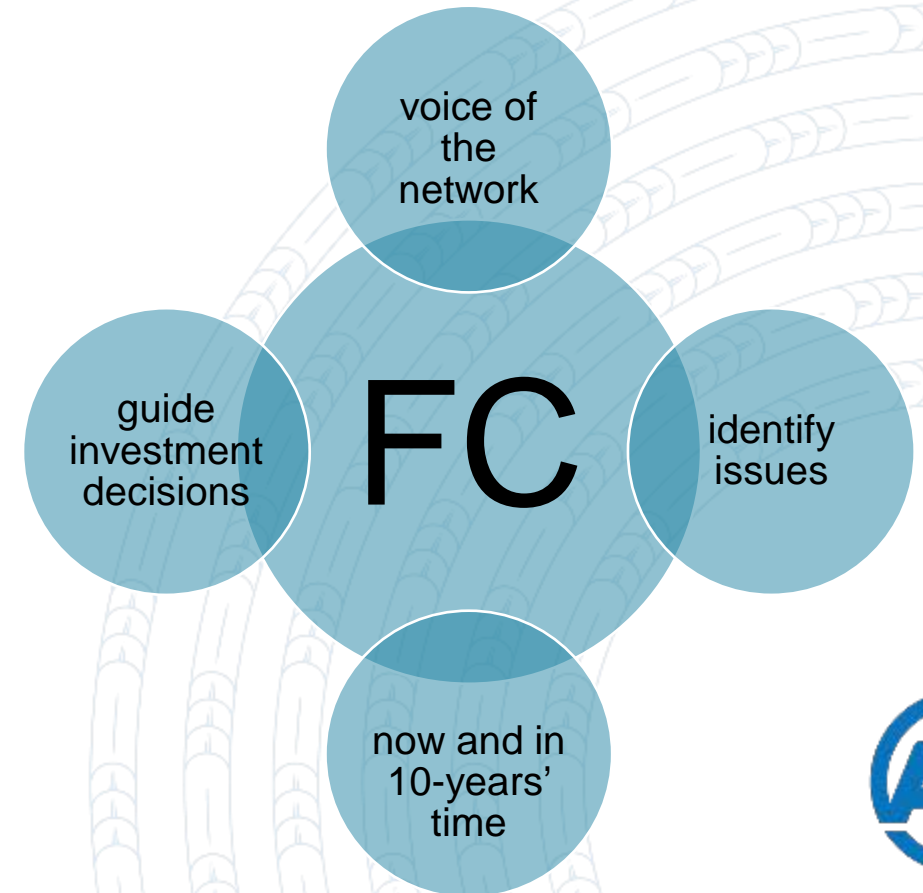 voice of
the
network
guide
investment
decisions
FC
identify
issues
now and in
10-years’
time